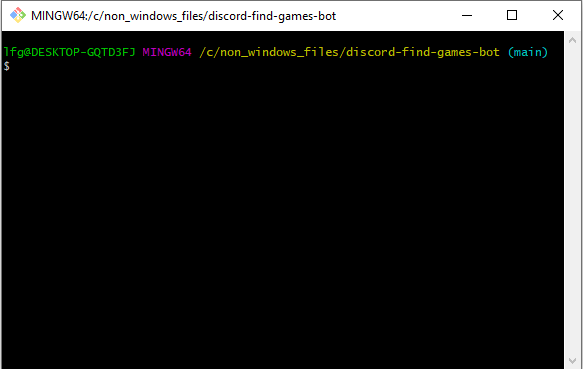 MINGW64:/c/non_windows_files/discord-find-games-bot
lfg@DESKTOP-GQTD3FJ MINGW64 /c/non_windows_files/discord-find-games-bot (main)
$